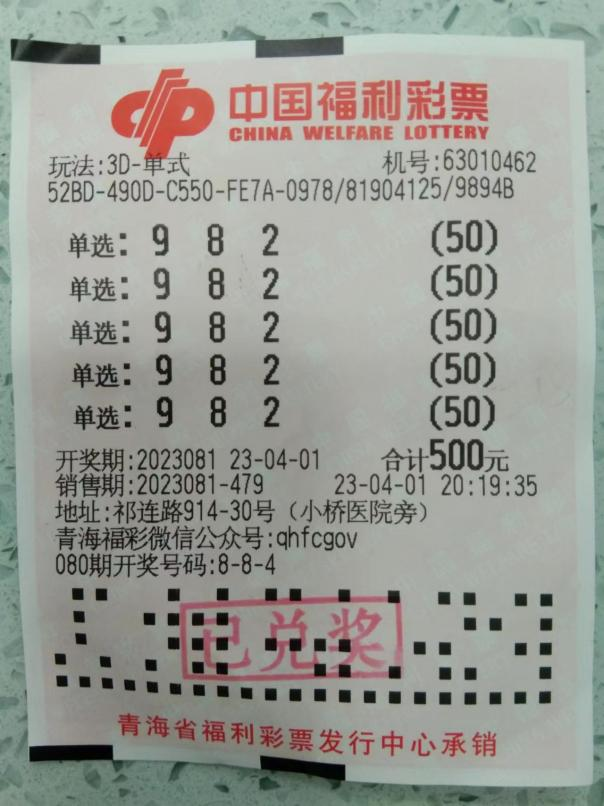 中国福利彩票
CHINA WELFARE LOTTERY
玩法:3D-单式 机号:63010462
52BD-490D-C550-FE7A-0978/81904125/9894B
单选: 9 8 2 (50)
单选: 9 8 2 (50)
单选: 9 8 2 (50)
单选: 9 8 2 (50)
单选: 9 8 2 (50)
开奖期:2023081 23-04-01 合计500元
销售期:2023081-479 23-04-01 20:19:35
地址:祁连路914-30号(小桥医院旁)
青海福彩微信公众号:qhfcgov
080期开奖号码:8-8-4
已兑奖
青海省福利彩票发行中心承销